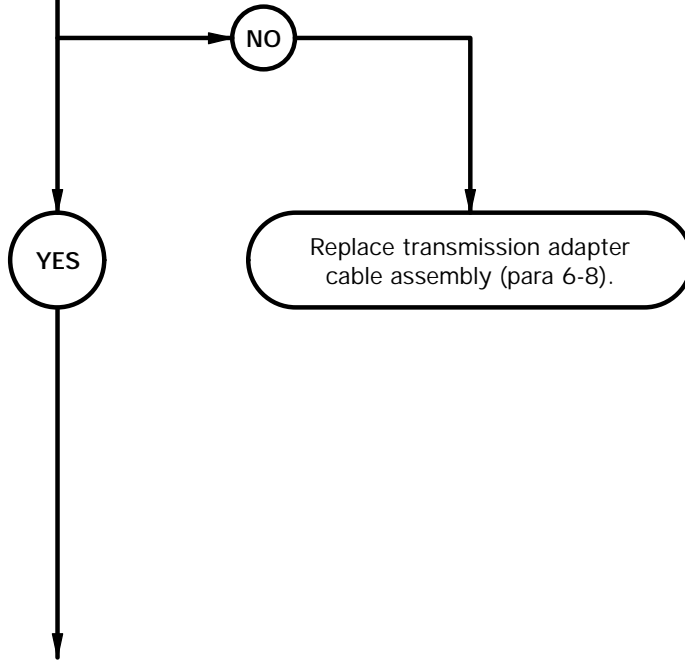 NO
YES
Replace transmission adapter
cable assembly (para 6-8).